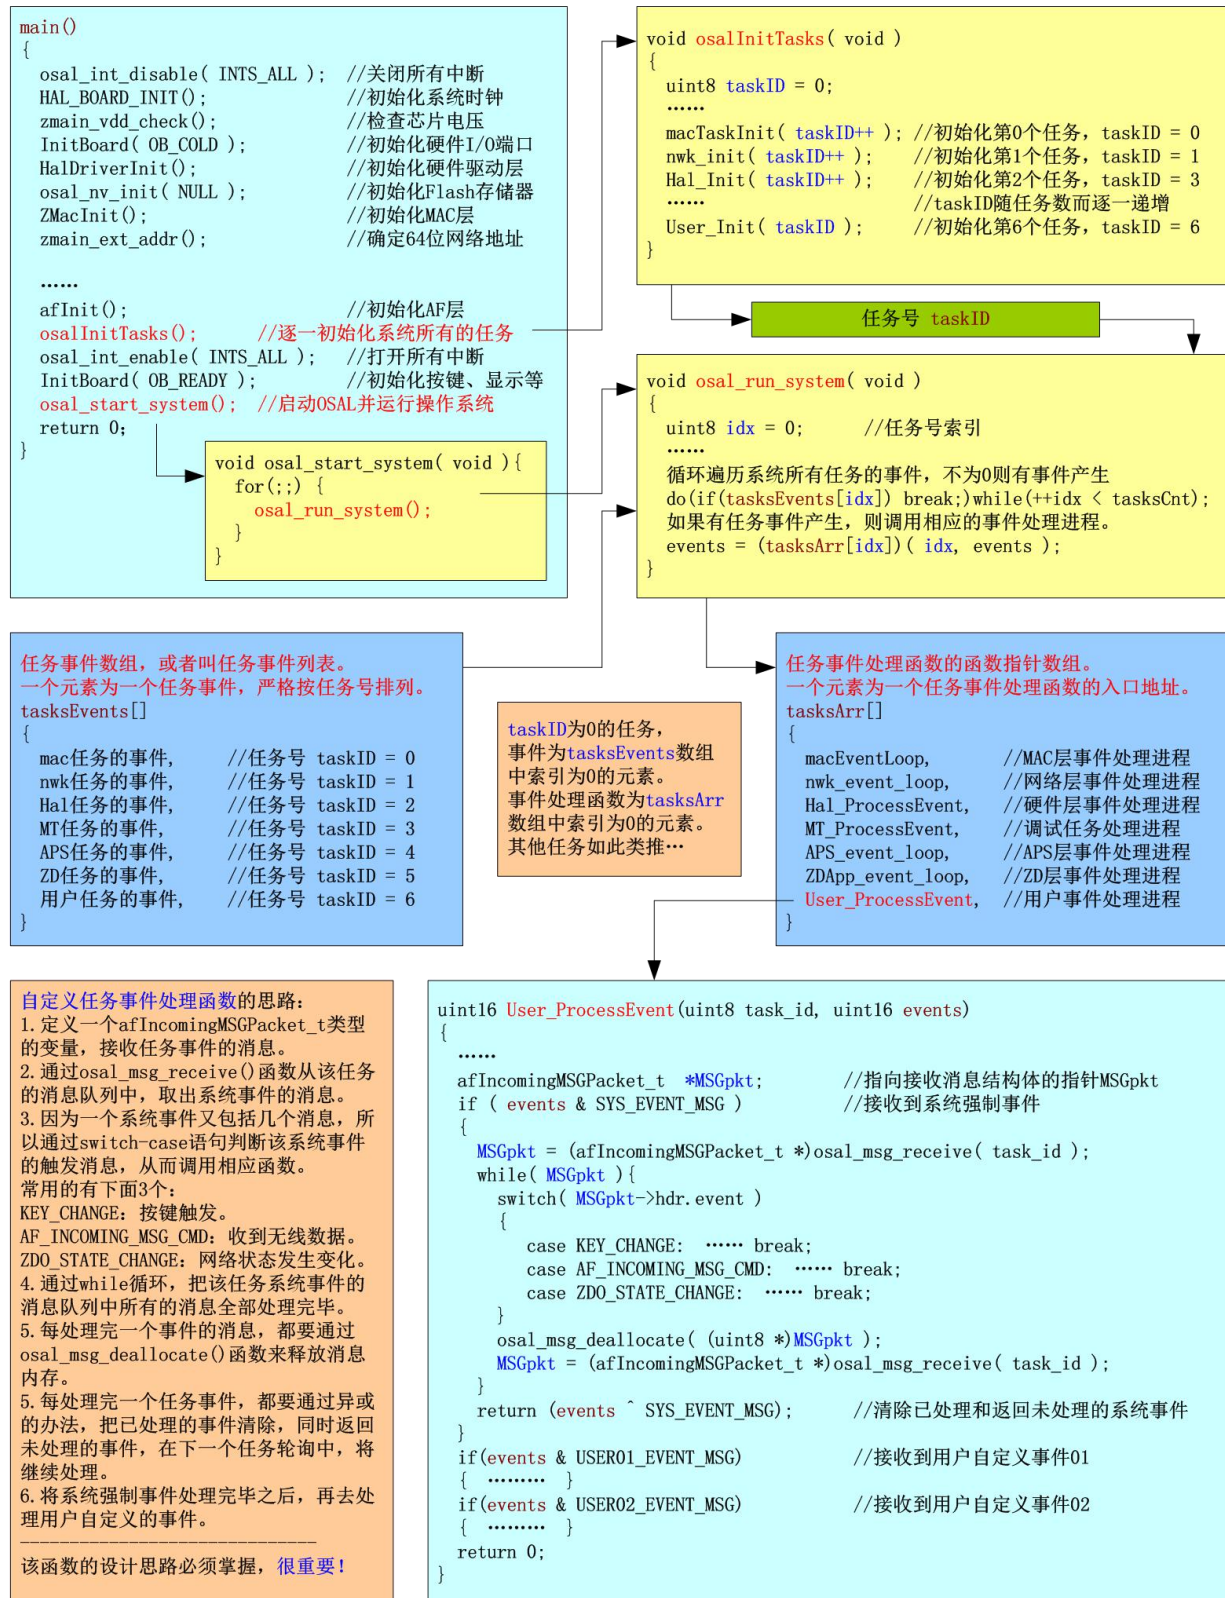 main()
{
osal_int_disable( INTS_ALL ); //关闭所有中断
HAL_BOARD_INIT(); //初始化系统时钟
zmain_vdd_check(); //检查芯片电压
InitBoard( OB_COLD ); //初始化硬件I/O端口
HalDriverInit(); //初始化硬件驱动层
osal_nv_init( NULL ); //初始化Flash存储器
ZMacInit(); //初始化MAC层
zmain_ext_addr(); //确定64位网络地址
……
afInit(); //初始化AF层
osalInitTasks(); //逐一初始化系统所有的任务
osal_int_enable( INTS_ALL ); //打开所有中断
InitBoard( OB_READY ); //初始化按键、显示等
osal_start_system(); //启动OSAL并运行操作系统
return 0;
}
void osal_start_system( void ){
for(;;) {
osal_run_system();
}
}
void osalInitTasks( void )
{
uint8 taskID = 0;
……
macTaskInit( taskID++ ); //初始化第0个任务, taskID = 0
nwk_init( taskID++ ); //初始化第1个任务, taskID = 1
Hal_Init( taskID++ ); //初始化第2个任务, taskID = 3
…… //taskID随任务数而逐一递增
User_Init( taskID ); //初始化第6个任务, taskID = 6
}
任务号 taskID
void osal_run_system( void )
{
uint8 idx = 0; //任务号索引
……
循环遍历系统所有任务的事件，不为0则有事件产生
do(if(tasksEvents[idx]) break;)while(++idx < tasksCnt);
如果有任务事件产生，则调用相应的事件处理进程。
events = (tasksArr[idx])( idx, events );
}
任务事件数组，或者叫任务事件列表。
一个元素为一个任务事件，严格按任务号排列。
tasksEvents[]
{
mac任务的事件, //任务号 taskID = 0
nwk任务的事件, //任务号 taskID = 1
Hal任务的事件, //任务号 taskID = 2
MT任务的事件, //任务号 taskID = 3
APS任务的事件, //任务号 taskID = 4
ZD任务的事件, //任务号 taskID = 5
用户任务的事件, //任务号 taskID = 6
}
taskID为0的任务，
事件为tasksEvents数组
中索引为0的元素。
事件处理函数为tasksArr
数组中索引为0的元素。
其他任务如此类推…
任务事件处理函数的函数指针数组。
一个元素为一个任务事件处理函数的入口地址。
tasksArr[]
{
macEventLoop, //MAC层事件处理进程
nwk_event_loop, //网络层事件处理进程
Hal_ProcessEvent, //硬件层事件处理进程
MT_ProcessEvent, //调试任务处理进程
APS_event_loop, //APS层事件处理进程
ZDApp_event_loop, //ZD层事件处理进程
User_ProcessEvent, //用户事件处理进程
}
自定义任务事件处理函数的思路：
1.定义一个afIncomingMSGPacket_t类型
的变量，接收任务事件的消息。
2.通过osal_msg_receive()函数从该任务
的消息队列中，取出系统事件的消息。
3.因为一个系统事件又包括几个消息，所
以通过switch-case语句判断该系统事件
的触发消息，从而调用相应函数。
常用的有下面3个：
KEY_CHANGE：按键触发。
AF_INCOMING_MSG_CMD：收到无线数据。
ZDO_STATE_CHANGE：网络状态发生变化。
4.通过while循环，把该任务系统事件的
消息队列中所有的消息全部处理完毕。
5.每处理完一个事件的消息，都要通过
osal_msg_deallocate()函数来释放消息
内存。
5.每处理完一个任务事件，都要通过异或
的办法，把已处理的事件清除，同时返回
未处理的事件，在下一个任务轮询中，将
继续处理。
6.将系统强制事件处理完毕之后，再去处
理用户自定义的事件。
------------------------------
该函数的设计思路必须掌握，很重要！
uint16 User_ProcessEvent(uint8 task_id, uint16 events)
{
……
afIncomingMSGPacket_t *MSGpkt; //指向接收消息结构体的指针MSGpkt
if ( events & SYS_EVENT_MSG ) //接收到系统强制事件
{
MSGpkt = (afIncomingMSGPacket_t *)osal_msg_receive( task_id );
while( MSGpkt ){
switch( MSGpkt->hdr.event )
{
case KEY_CHANGE: …… break;
case AF_INCOMING_MSG_CMD: …… break;
case ZDO_STATE_CHANGE: …… break;
}
osal_msg_deallocate( (uint8 *)MSGpkt );
MSGpkt = (afIncomingMSGPacket_t *)osal_msg_receive( task_id );
}
return (events ^ SYS_EVENT_MSG); //清除已处理和返回未处理的系统事件
}
if(events & USER01_EVENT_MSG) //接收到用户自定义事件01
{ ……… }
if(events & USER02_EVENT_MSG) //接收到用户自定义事件02
{ ……… }
return 0;
}